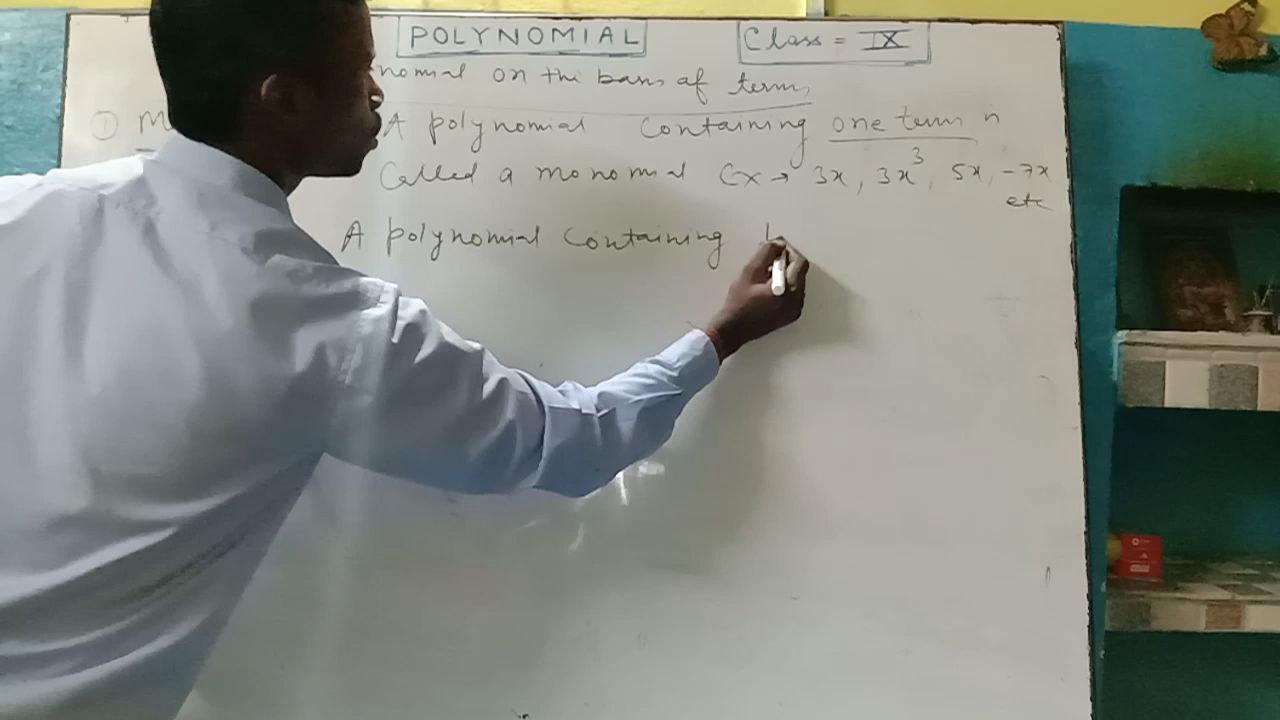 POLYNOMIAL Class = IX
nomial on the basis of terms
① M A polynomial containing one term is
Called a monomial Ex → 3x, 3x³, 5x, -7x
etc
A polynomial containing